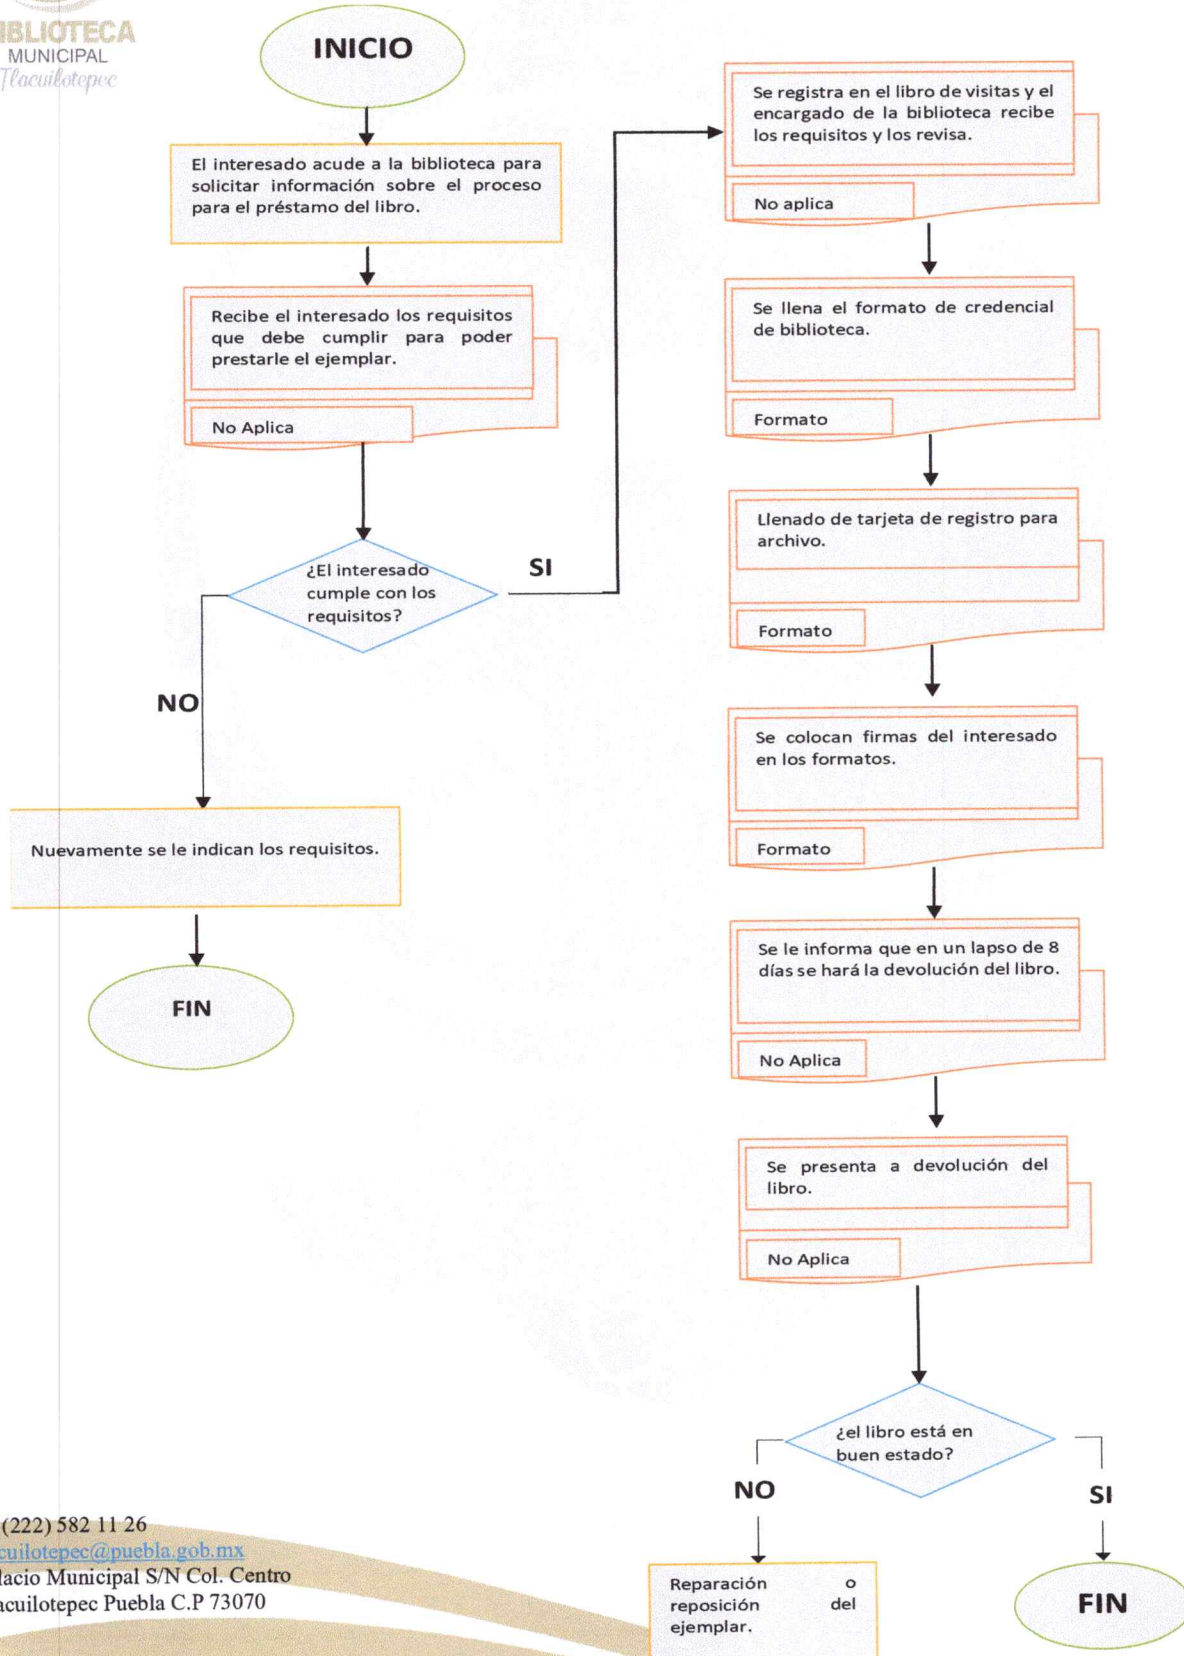 BIBLIOTECA
MUNICIPAL
Tlacuilotepec
INICIO
El interesado acude a la biblioteca para
solicitar información sobre el proceso
para el préstamo del libro.
Recibe el interesado los requisitos
que debe cumplir para poder
prestarle el ejemplar.
No Aplica
¿El interesado
cumple con los
requisitos?
SI
NO
Nuevamente se le indican los requisitos.
FIN
Se registra en el libro de visitas y el
encargado de la biblioteca recibe
los requisitos y los revisa.
No aplica
Se llena el formato de credencial
de biblioteca.
Formato
Llenado de tarjeta de registro para
archivo.
Formato
Se colocan firmas del interesado
en los formatos.
Formato
Se le informa que en un lapso de 8
días se hará la devolución del libro.
No Aplica
Se presenta a devolución del
libro.
No Aplica
¿el libro está en
buen estado?
NO
SI
Reparación o
reposición del
ejemplar.
FIN
(222) 582 11 26
cuilotepec@puebla.gob.mx
lacio Municipal S/N Col. Centro
acuilotepec Puebla C.P 73070